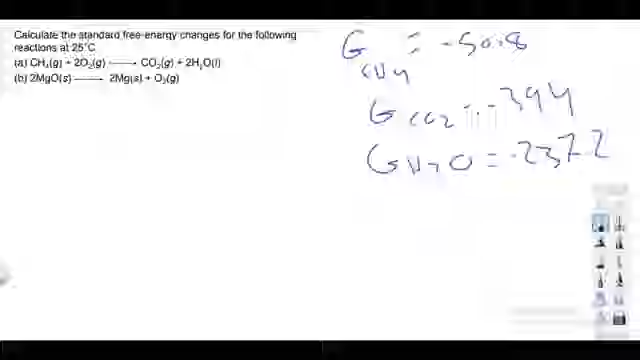 Calculate the standard free-energy changes for the following
reactions at 25°C
(a) CH₄(g) + 2O₂(g) ⟶ CO₂(g) + 2H₂O(l)
(b) 2MgO(s) ⟶ 2Mg(s) + O₂(g)
G CH4 = -50.8
G CO2 = -394
G H2O = -237.2